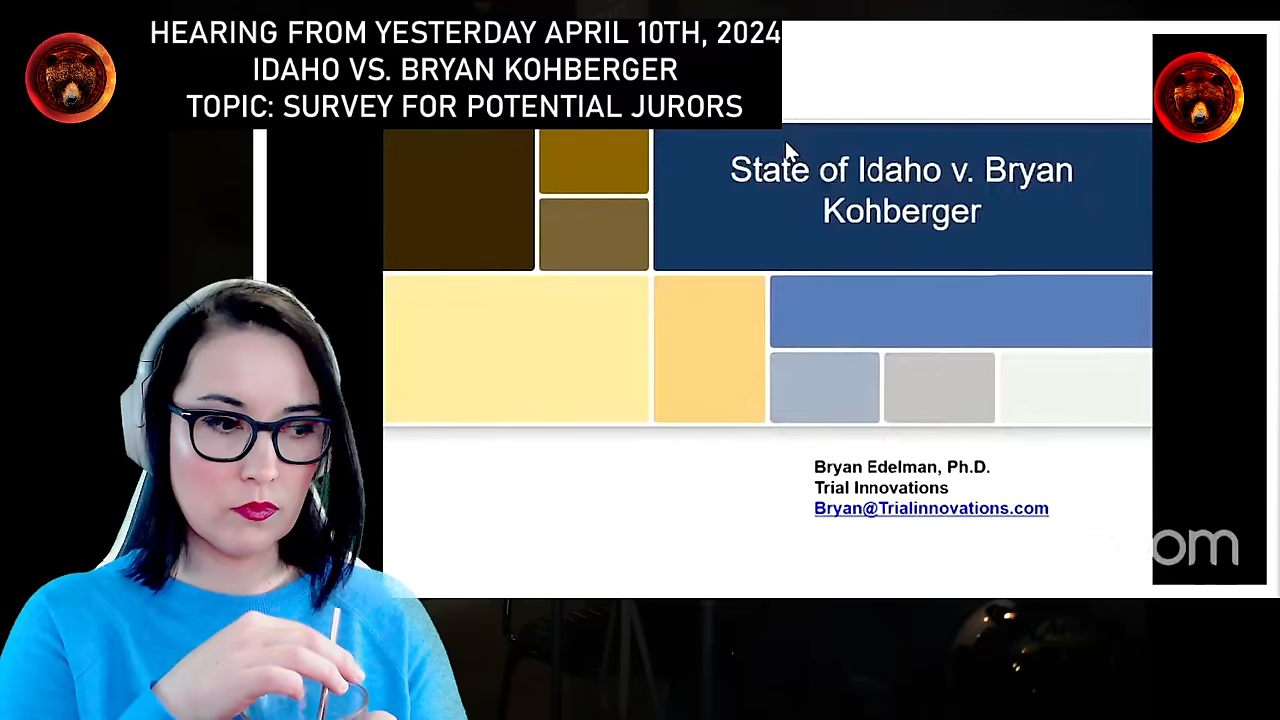 HEARING FROM YESTERDAY APRIL 10TH, 2024
IDAHO VS. BRYAN KOHBERGER
TOPIC: SURVEY FOR POTENTIAL JURORS
State of Idaho v. Bryan
Kohberger
Bryan Edelman, Ph.D.
Trial Innovations
Bryan@Trialinnovations.com
om